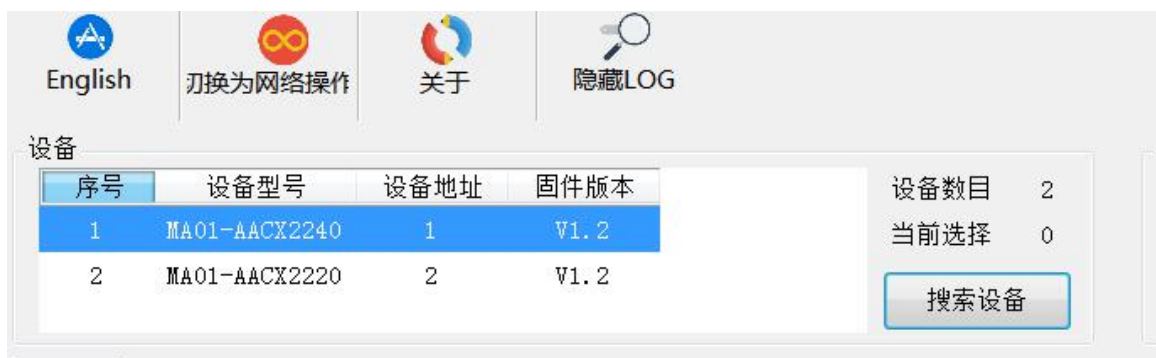 English 切换为网络操作 关于 隐藏LOG
设备
序号 设备型号 设备地址 固件版本
1 MA01-AACX2240 1 V1.2
2 MA01-AACX2220 2 V1.2
设备数目 2
当前选择 0
搜索设备